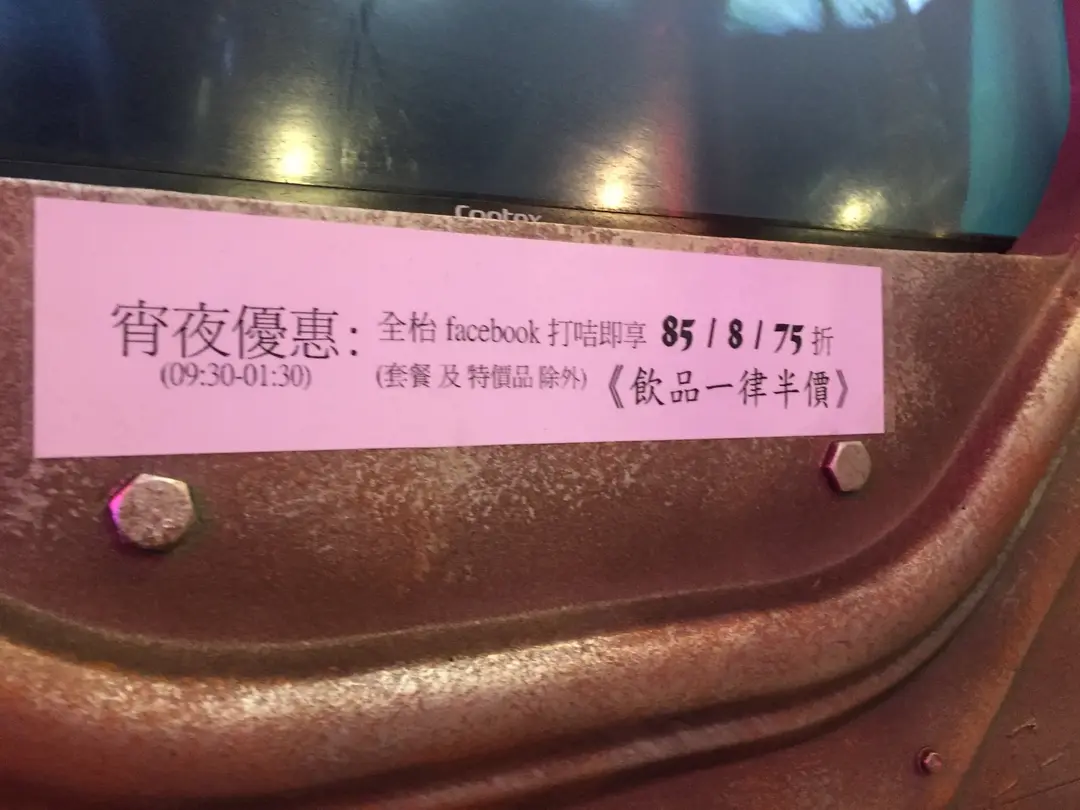 Contex
宵夜優惠：
(09:30-01:30)
全枱 facebook 打咭即享 85 / 8 / 75 折
(套餐 及 特價品 除外)《飲品一律半價》